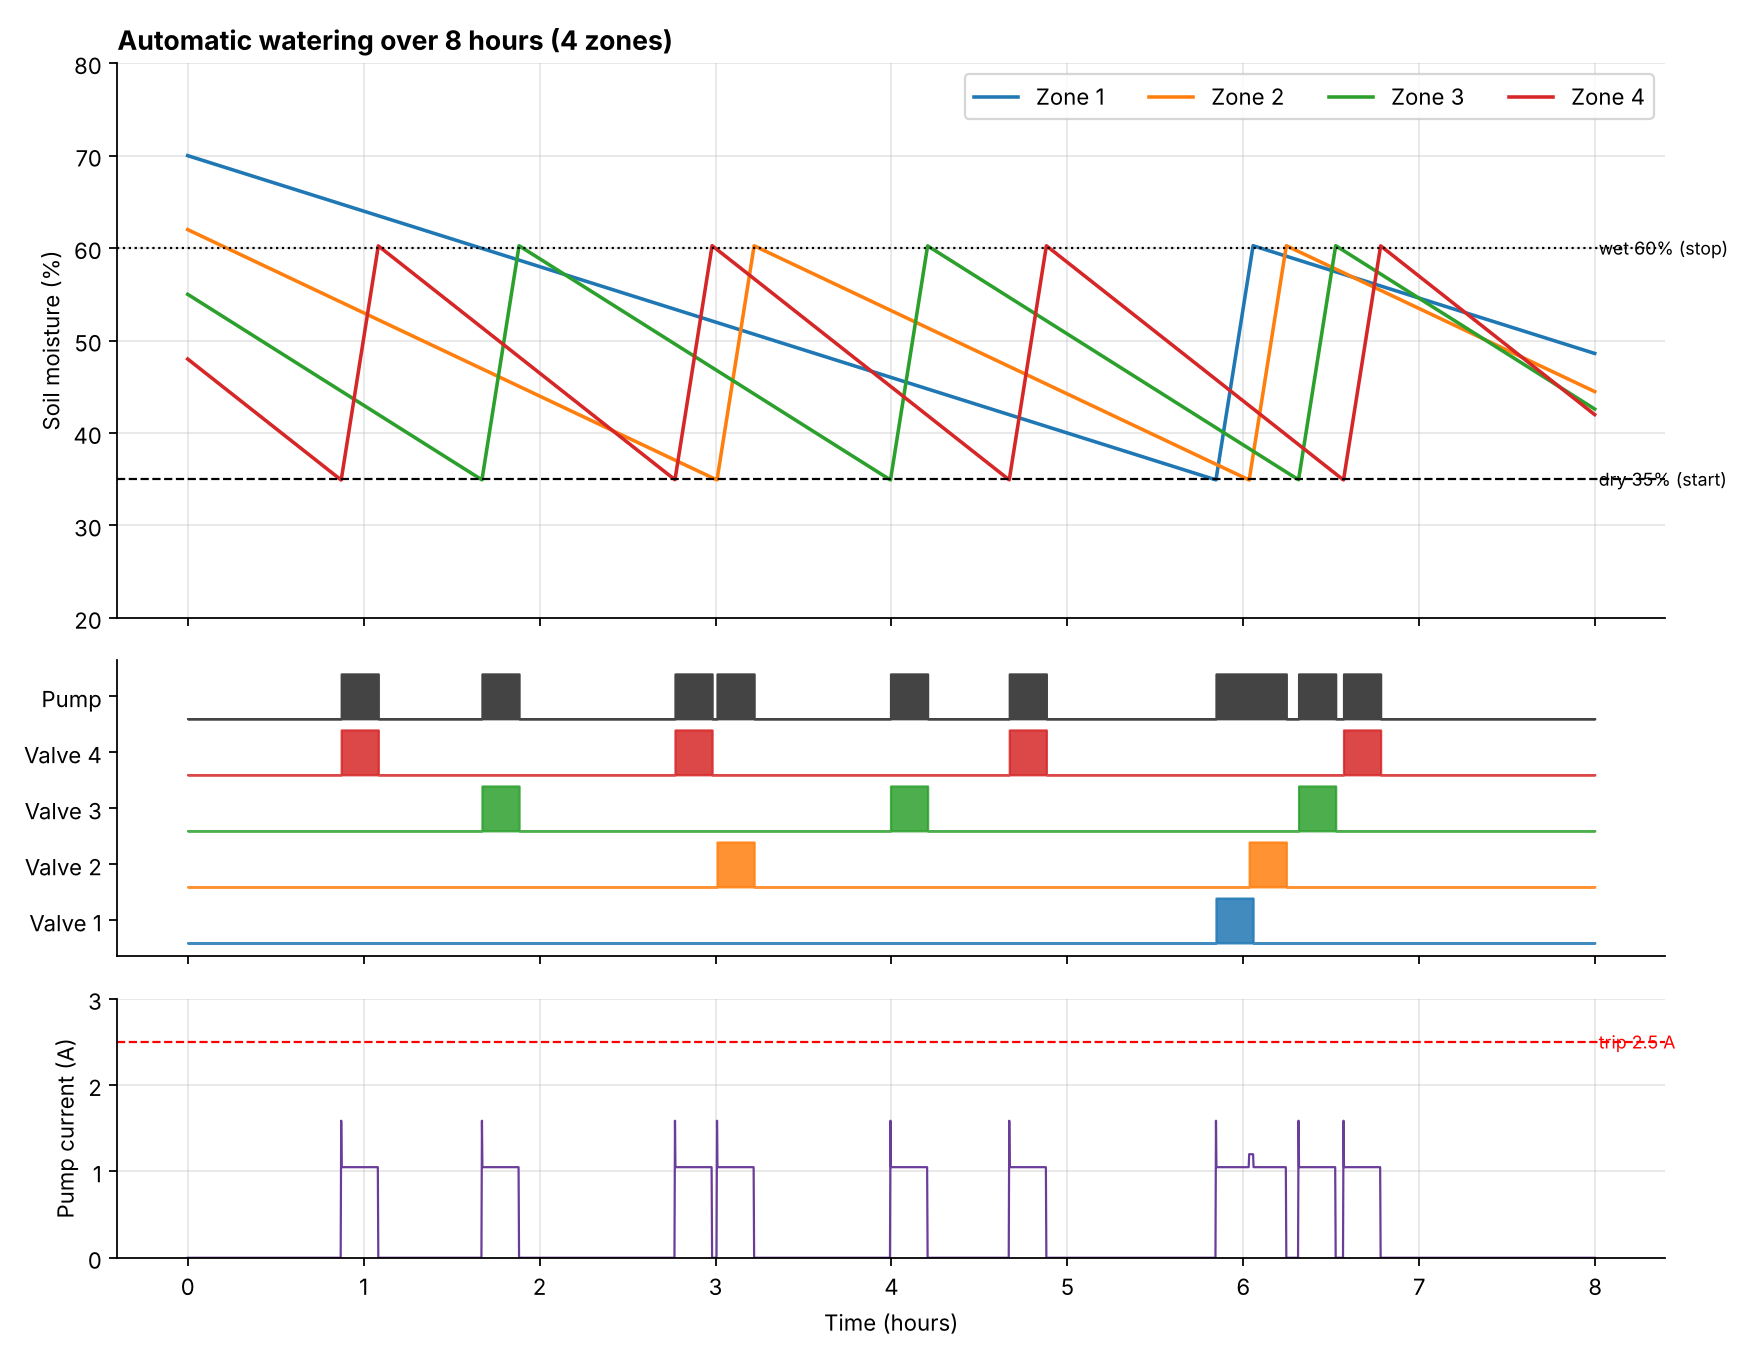 Automatic watering over 8 hours (4 zones)
80
70
60
50
40
30
20
Soil moisture (%)
Zone 1 Zone 2 Zone 3 Zone 4
wet 60% (stop)
dry 35% (start)
Pump
Valve 4
Valve 3
Valve 2
Valve 1
3
2
1
0
Pump current (A)
trip 2.5 A
0 1 2 3 4 5 6 7 8
Time (hours)